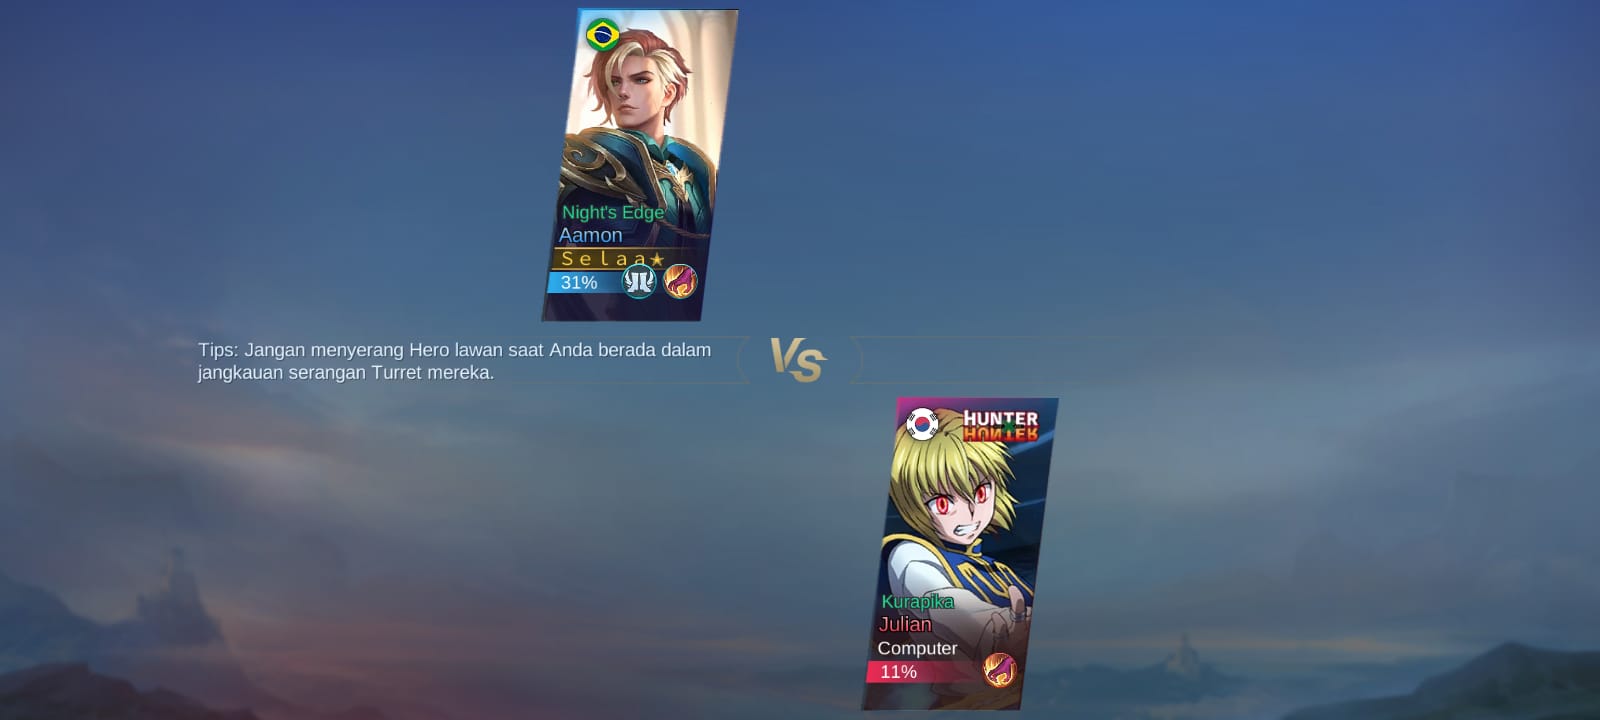 Night's Edge
Aamon
Selaa★
31%
Tips: Jangan menyerang Hero lawan saat Anda berada dalam
jangkauan serangan Turret mereka.
VS
HUNTER
HUNTER
Kurapika
Julian
Computer
11%